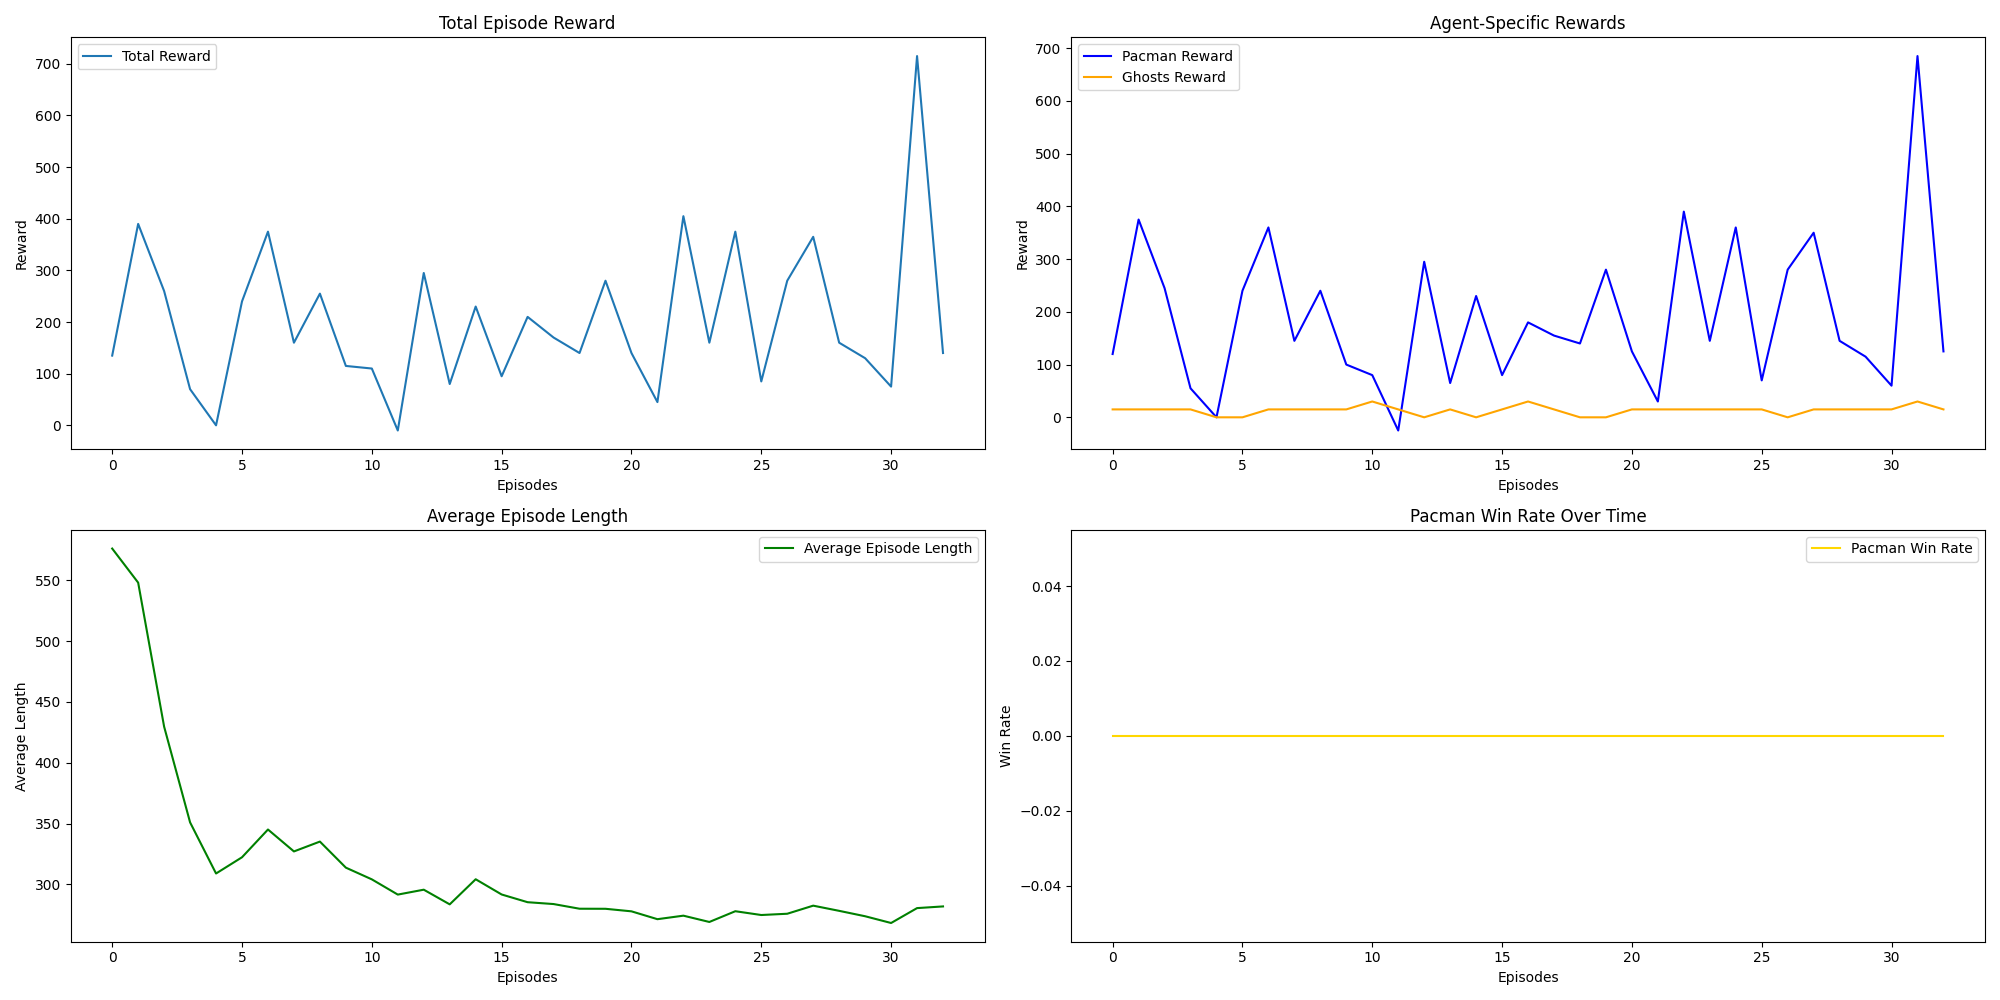 Total Episode Reward
Total Reward
700
600
500
400
300
200
100
0
Reward
0 5 10 15 20 25 30
Episodes
Agent-Specific Rewards
Pacman Reward
Ghosts Reward
700
600
500
400
300
200
100
0
Reward
0 5 10 15 20 25 30
Episodes
Average Episode Length
Average Episode Length
550
500
450
400
350
300
Average Length
0 5 10 15 20 25 30
Episodes
Pacman Win Rate Over Time
Pacman Win Rate
0.04
0.02
0.00
−0.02
−0.04
Win Rate
0 5 10 15 20 25 30
Episodes